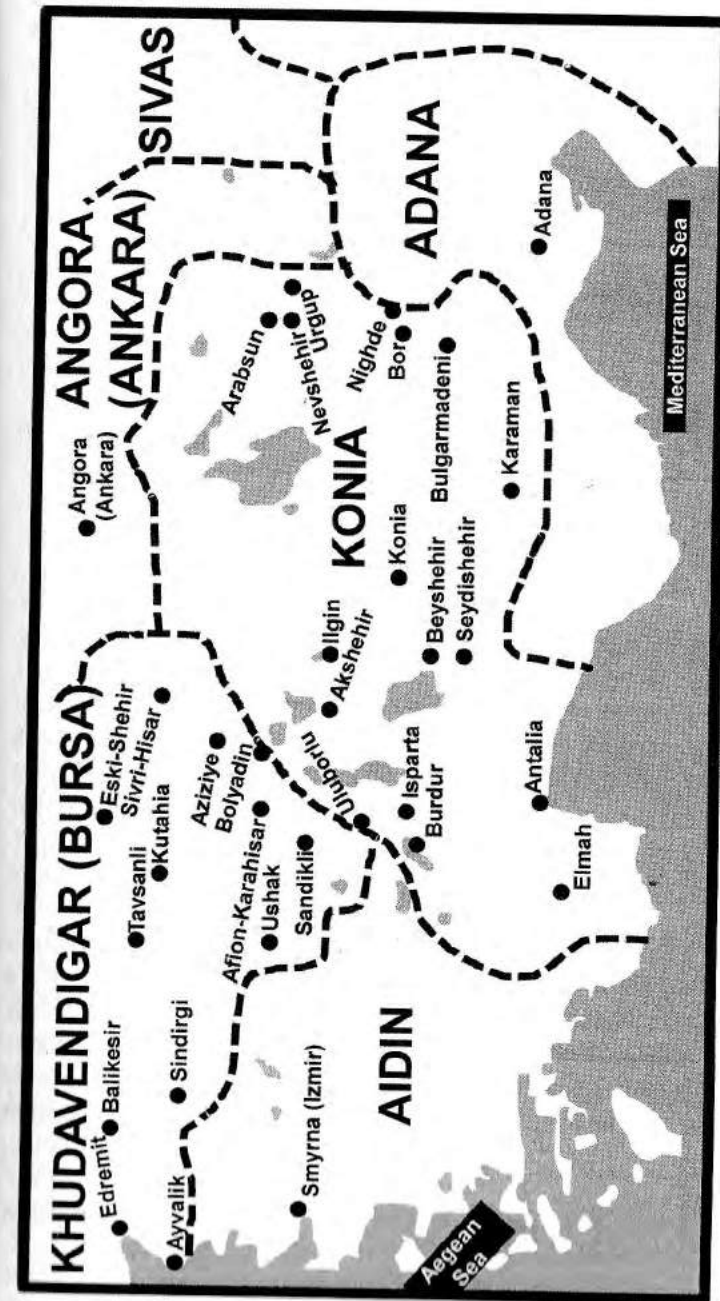 KHUDAVENDIGAR (BURSA)
ANGORA
(ANKARA)
SIVAS
Angora
(Ankara)
Edremit
Balikesir
Tavsanli
Eski-Shehir
Sivri-Hisar
Kutahia
Ayvalik
Sindirgi
Aziziye
Bolyadin
Afion-Karahisar
Ushak
Sandikli
Arabsun
Nevshehir
Urgup
Smyrna (Izmir)
Uluborlu
Akshehir
Ilgin
KONIA
Nighde
Bor
ADANA
AIDIN
Isparta
Burdur
Konia
Beyshehir
Seydishehir
Bulgarmadeni
Karaman
Adana
Antalia
Elmah
Aegean
Sea
Mediterranean Sea